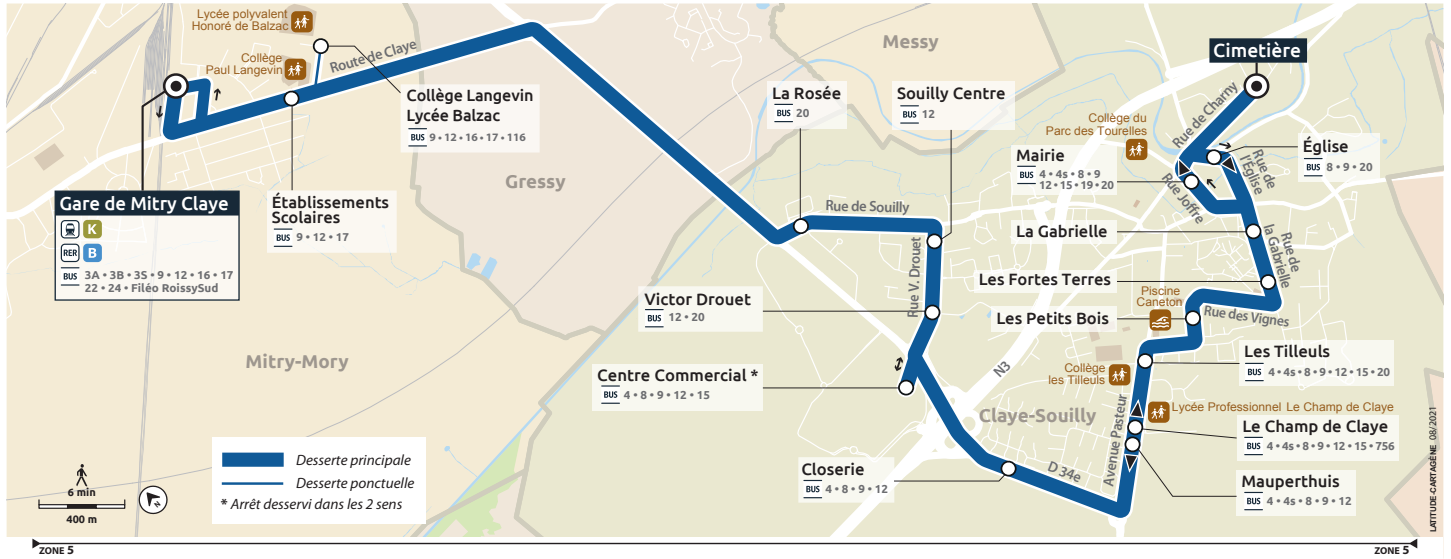 Lycée polyvalent
Honoré de Balzac
Collège
Paul Langevin
Route de Claye
Collège Langevin
Lycée Balzac
BUS 9 • 12 • 16 • 17 • 116
Gare de Mitry Claye
K
RER B
BUS 3A • 3B • 3S • 9 • 12 • 16 • 17
22 • 24 • Filéo RoissySud
Établissements
Scolaires
BUS 9 • 12 • 17
Gressy
Mitry-Mory
Messy
La Rosée
BUS 20
Souilly Centre
BUS 12
Rue de Souilly
Rue V. Drouet
Victor Drouet
BUS 12 • 20
Centre Commercial *
BUS 4 • 8 • 9 • 12 • 15
N3
Claye-Souilly
Closerie
BUS 4 • 8 • 9 • 12
D 34e
Avenue Pasteur
Cimetière
Rue de Charny
Collège du
Parc des Tourelles
Mairie
BUS 4 • 4s • 8 • 9
12 • 15 • 19 • 20
Rue Joffre
Rue de
l'Église
Église
BUS 8 • 9 • 20
La Gabrielle
Rue de
la Gabrielle
Les Fortes Terres
Piscine
Caneton
Les Petits Bois
Rue des Vignes
Les Tilleuls
BUS 4 • 4s • 8 • 9 • 12 • 15 • 20
Collège
les Tilleuls
Lycée Professionnel Le Champ de Claye
Le Champ de Claye
BUS 4 • 4s • 8 • 9 • 12 • 15 • 756
Mauperthuis
BUS 4 • 4s • 8 • 9 • 12
Desserte principale
Desserte ponctuelle
* Arrêt desservi dans les 2 sens
6 min
400 m
N
LATITUDE-CARTAGÈNE 08/2021
ZONE 5
ZONE 5